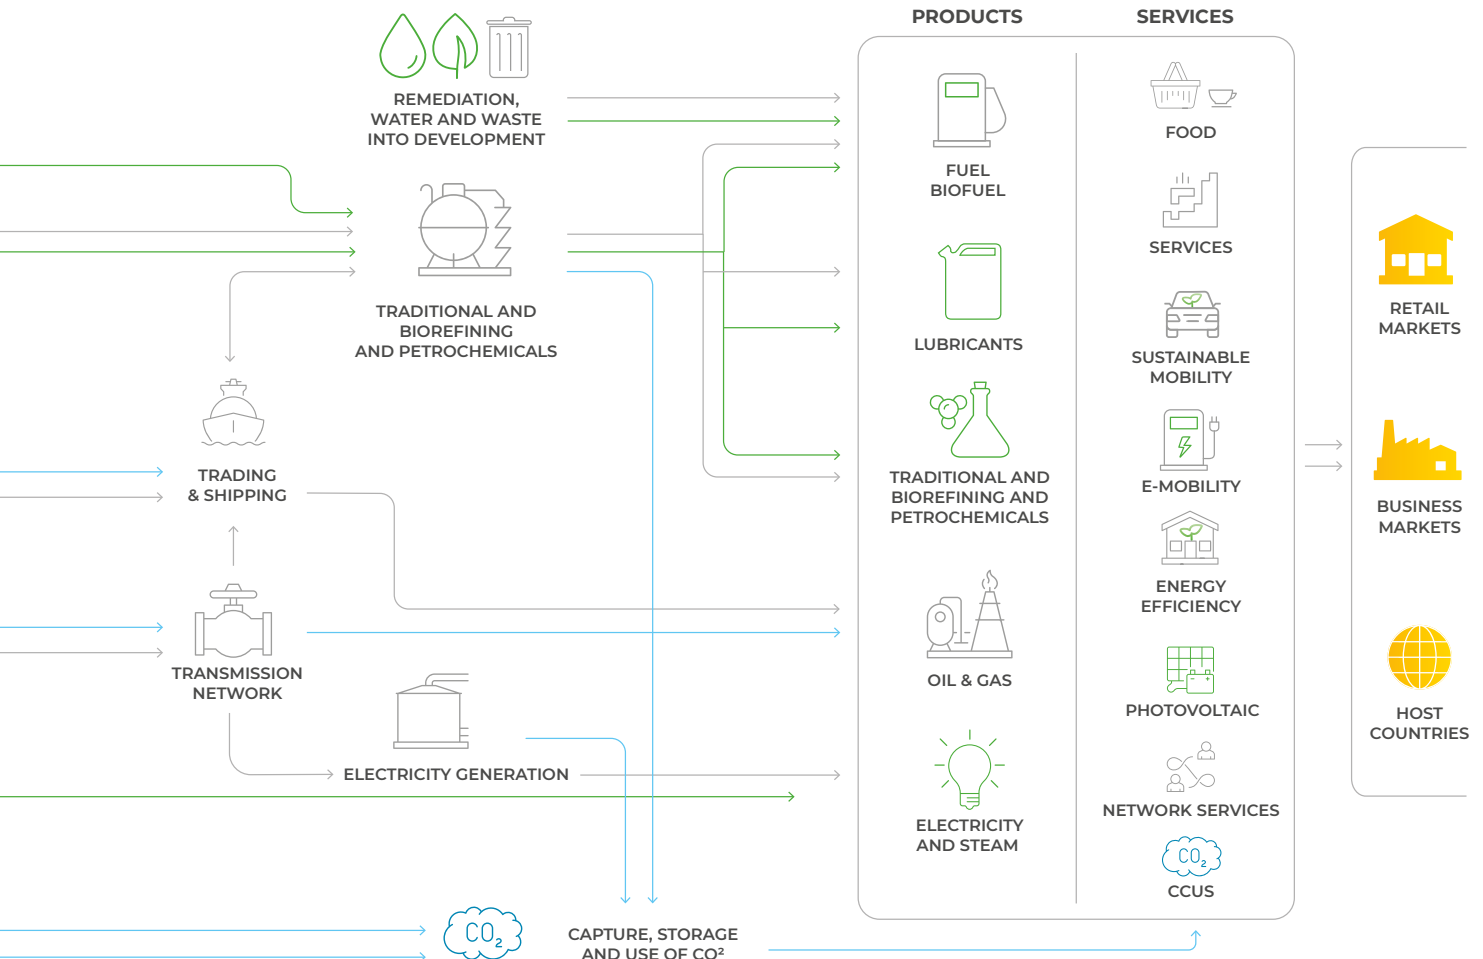 PRODUCTS
SERVICES
REMEDIATION,
WATER AND WASTE
INTO DEVELOPMENT
TRADITIONAL AND
BIOREFINING
AND PETROCHEMICALS
TRADING
& SHIPPING
TRANSMISSION
NETWORK
ELECTRICITY GENERATION
CO₂
CAPTURE, STORAGE
AND USE OF CO²
FUEL
BIOFUEL
LUBRICANTS
TRADITIONAL AND
BIOREFINING AND
PETROCHEMICALS
OIL & GAS
ELECTRICITY
AND STEAM
FOOD
SERVICES
SUSTAINABLE
MOBILITY
E-MOBILITY
ENERGY
EFFICIENCY
PHOTOVOLTAIC
NETWORK SERVICES
CO₂
CCUS
RETAIL
MARKETS
BUSINESS
MARKETS
HOST
COUNTRIES